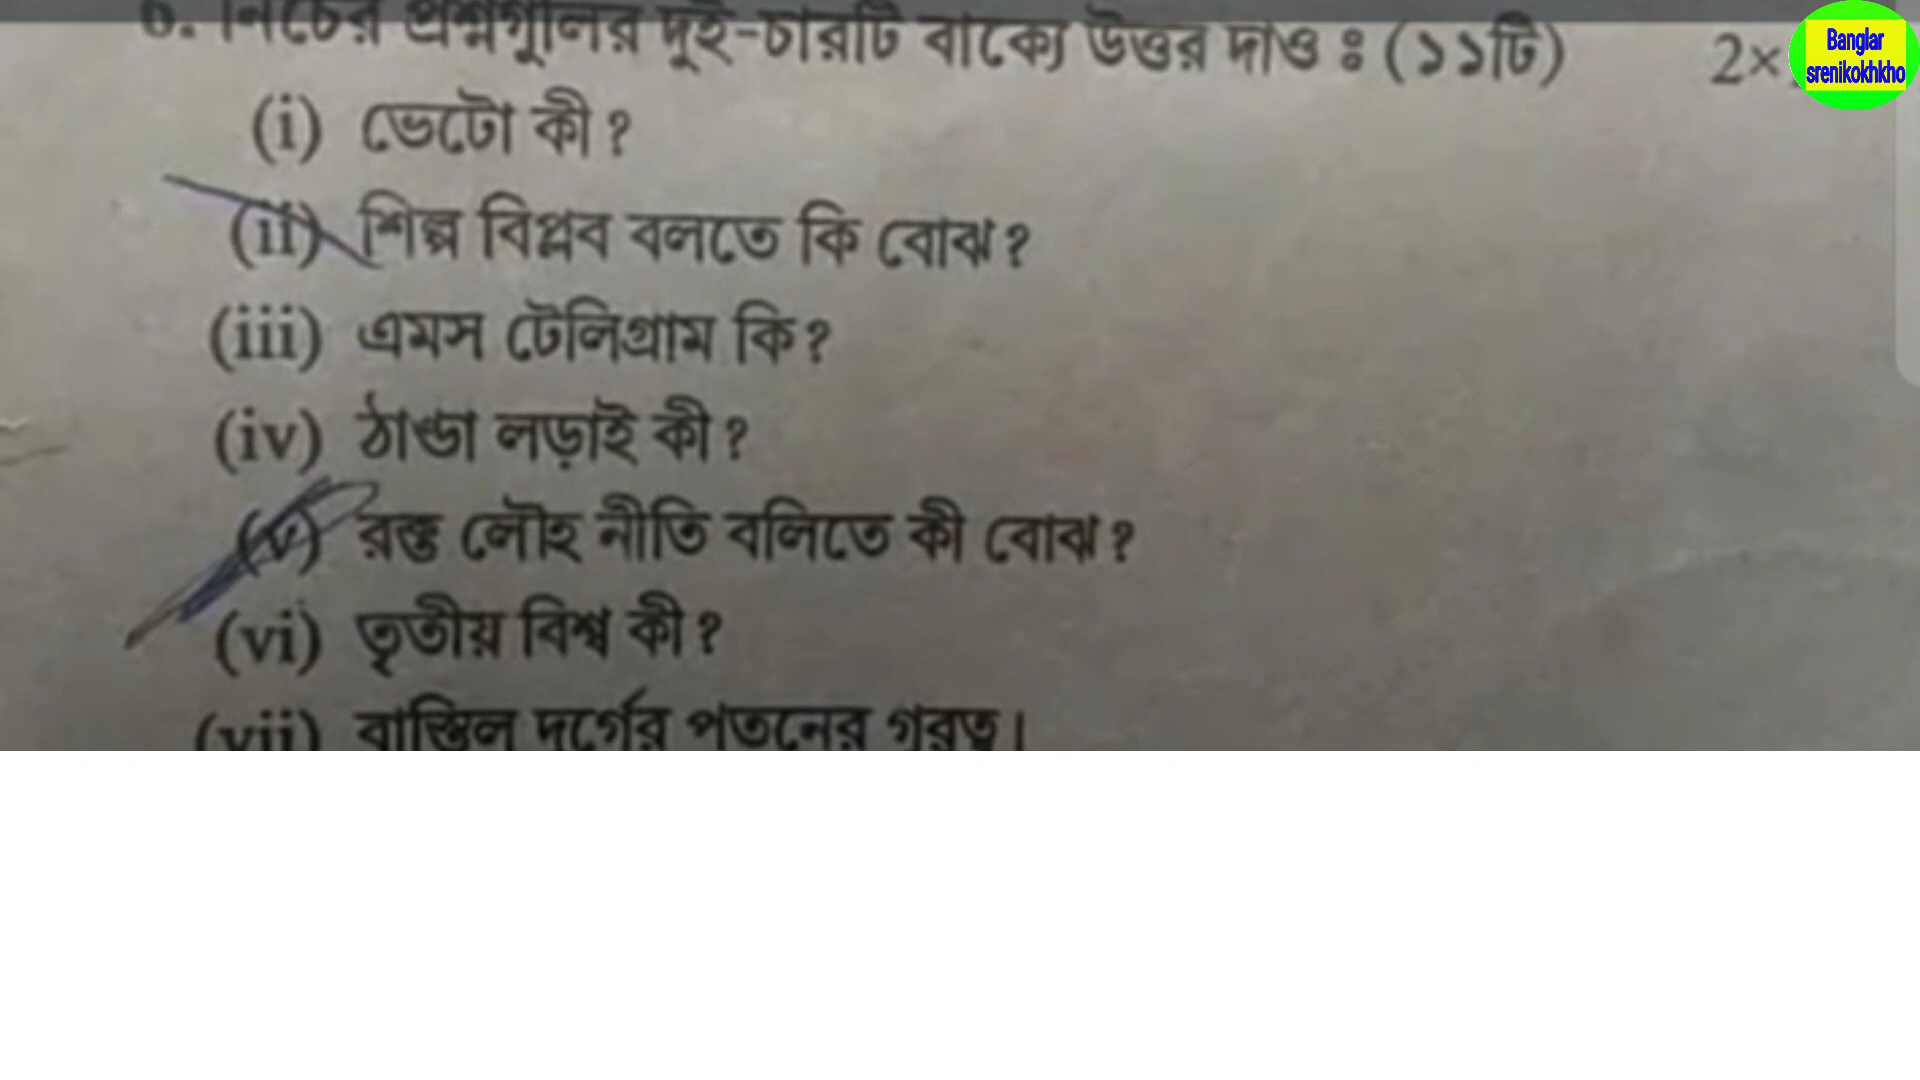 6. নিচের প্রশ্নগুলির দুই-চারটি বাক্যে উত্তর দাও ঃ (১১টি) 2×
Banglar
srenikokhkho
(i) ভেটো কী ?
(ii) শিল্প বিপ্লব বলতে কি বোঝ ?
(iii) এমস টেলিগ্রাম কি ?
(iv) ঠাণ্ডা লড়াই কী ?
(v) রক্ত লৌহ নীতি বলিতে কী বোঝ ?
(vi) তৃতীয় বিশ্ব কী ?
(vii) বাস্তিল দুর্গের পতনের গুরুত্ব।